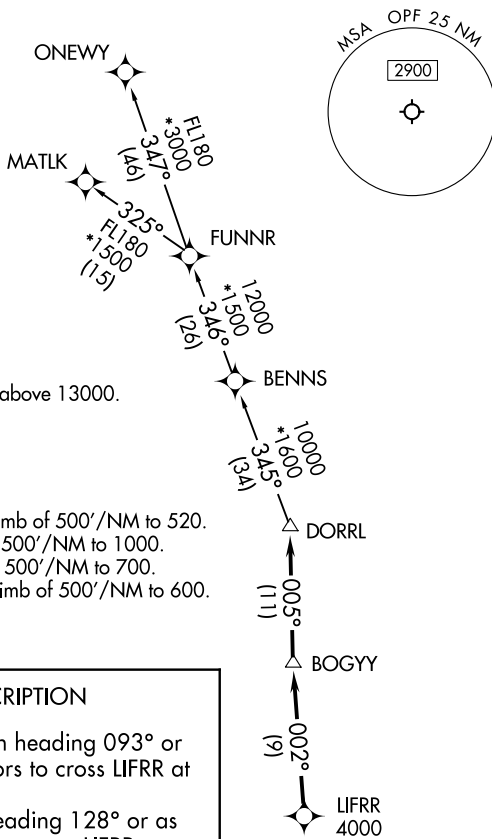 ONEWY
MSA OPF 25 NM
2900
FL180
*3000
347°
(46)
MATLK
325°
FL180
*1500
(15)
FUNNR
12000
*1500
346°
(26)
BENNS
above 13000.
10000
*1600
345°
(34)
mb of 500'/NM to 520.
500'/NM to 1000.
500'/NM to 700.
imb of 500'/NM to 600.
DORRL
005°
(11)
BOGYY
CRIPTION
n heading 093° or
ors to cross LIFRR at
002°
(9)
eading 128° or as
LIFRR
4000